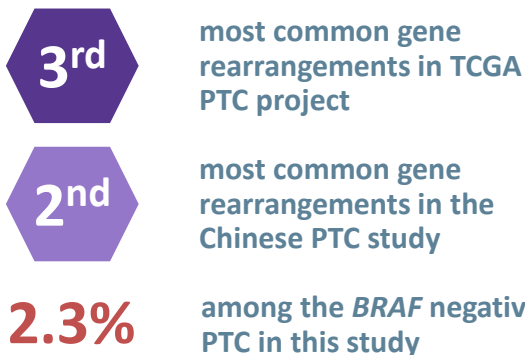 3rd
most common gene
rearrangements in TCGA
PTC project
2nd
most common gene
rearrangements in the
Chinese PTC study
2.3%
among the BRAF negativ
PTC in this study